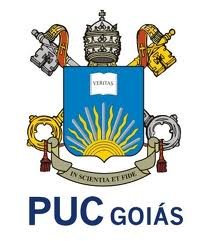 VERITAS
IN SCIENTIA ET FIDE
PUC GOIÁS